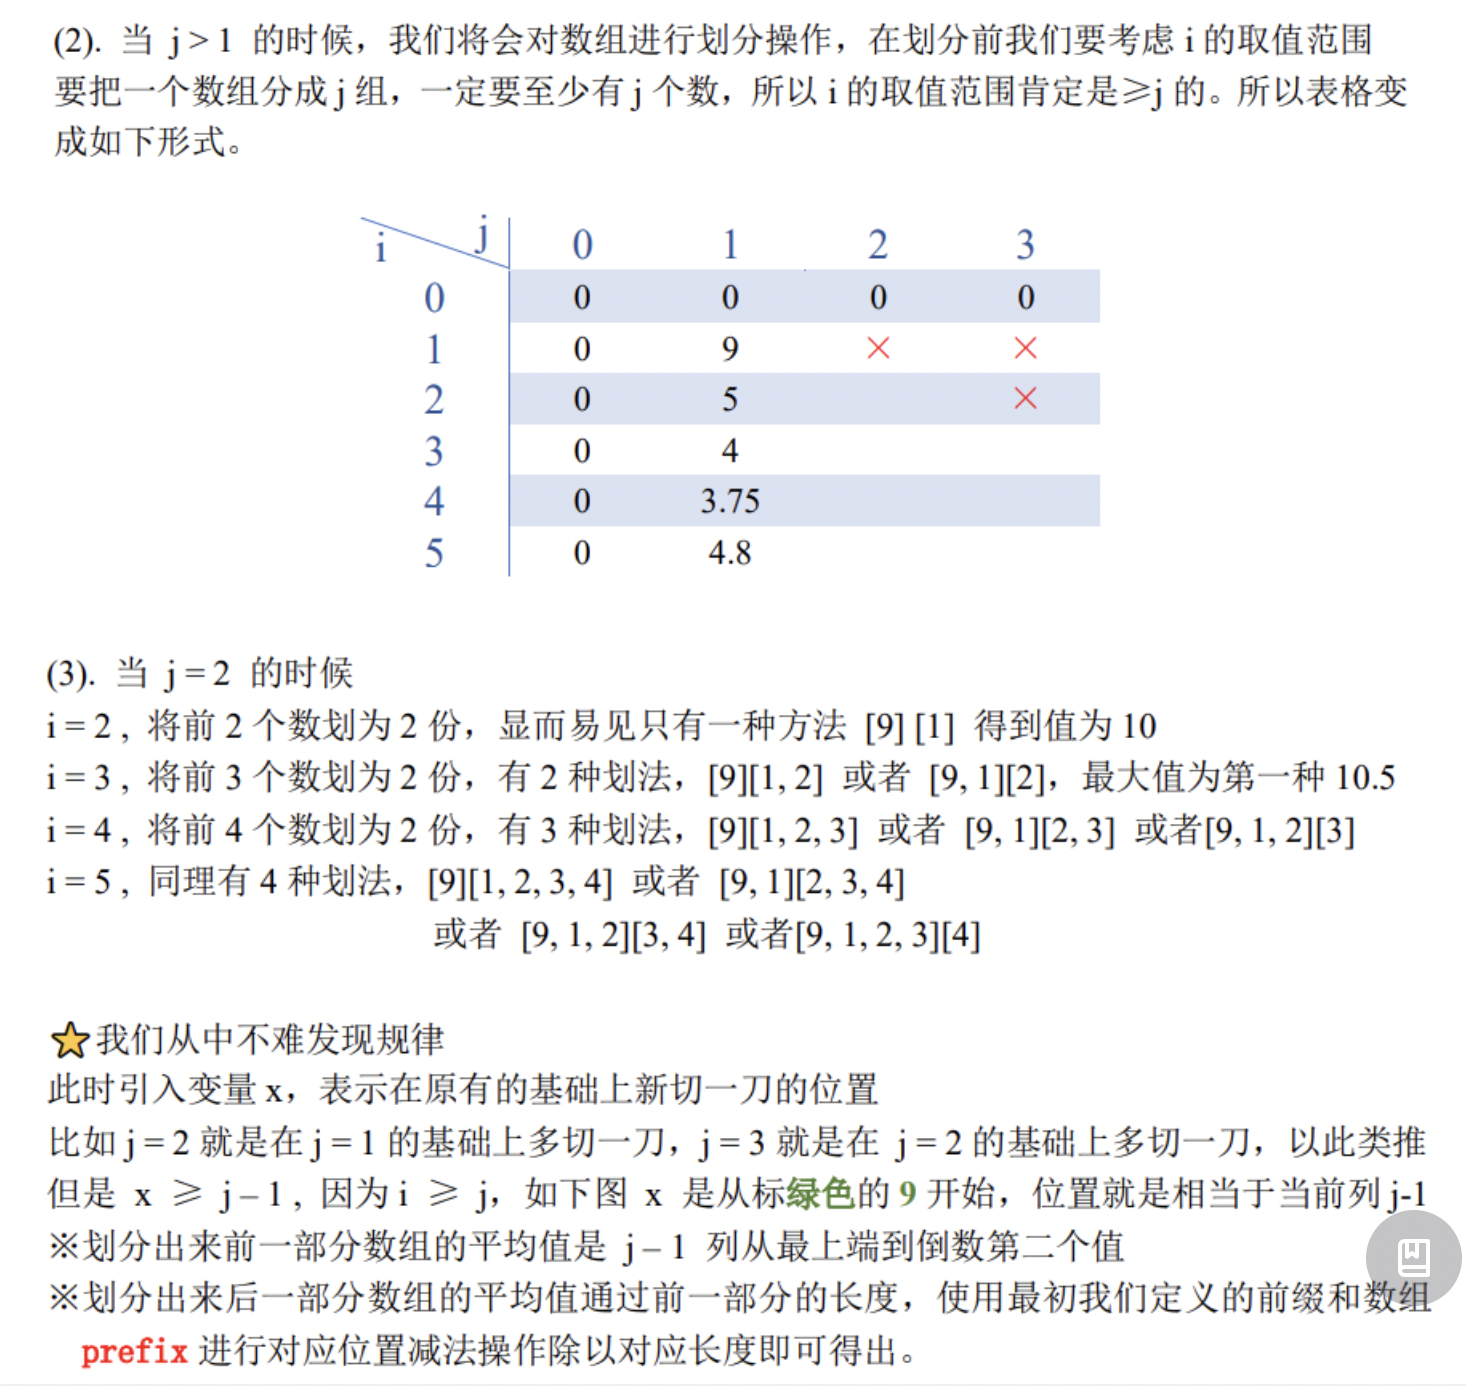 (2). 当 j > 1 的时候，我们将会对数组进行划分操作，在划分前我们要考虑 i 的取值范围
要把一个数组分成 j 组，一定要至少有 j 个数，所以 i 的取值范围肯定是≥j 的。所以表格变
成如下形式。
i j 0 1 2 3
0 0 0 0 0
1 0 9 × ×
2 0 5 ×
3 0 4
4 0 3.75
5 0 4.8
(3). 当 j = 2 的时候
i = 2 , 将前 2 个数划为 2 份，显而易见只有一种方法 [9] [1] 得到值为 10
i = 3 , 将前 3 个数划为 2 份，有 2 种划法，[9][1, 2] 或者 [9, 1][2]，最大值为第一种 10.5
i = 4 , 将前 4 个数划为 2 份，有 3 种划法，[9][1, 2, 3] 或者 [9, 1][2, 3] 或者[9, 1, 2][3]
i = 5 , 同理有 4 种划法，[9][1, 2, 3, 4] 或者 [9, 1][2, 3, 4]
或者 [9, 1, 2][3, 4] 或者[9, 1, 2, 3][4]
⭐我们从中不难发现规律
此时引入变量 x，表示在原有的基础上新切一刀的位置
比如 j = 2 就是在 j = 1 的基础上多切一刀，j = 3 就是在 j = 2 的基础上多切一刀，以此类推
但是 x ≥ j – 1 , 因为 i ≥ j，如下图 x 是从标绿色的 9 开始，位置就是相当于当前列 j-1
※划分出来前一部分数组的平均值是 j – 1 列从最上端到倒数第二个值
※划分出来后一部分数组的平均值通过前一部分的长度，使用最初我们定义的前缀和数组
prefix 进行对应位置减法操作除以对应长度即可得出。